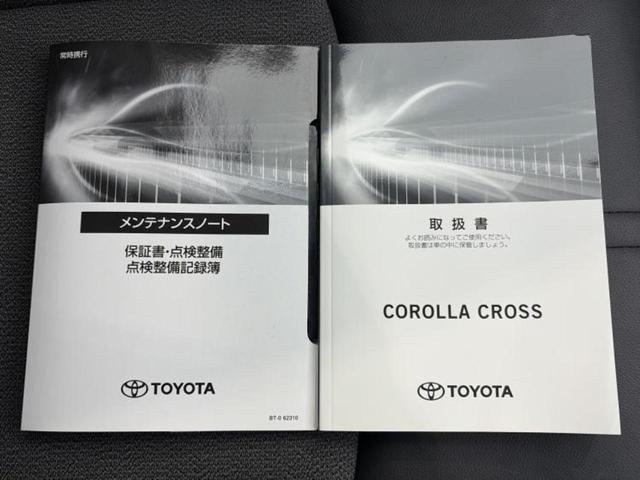 常時携行
メンテナンスノート
保証書・点検整備
点検整備記録簿
TOYOTA
BT-0 62310
取扱書
よくお読みになってご使用ください。
取扱書は車の中に保管しましょう。
COROLLA CROSS
TOYOTA